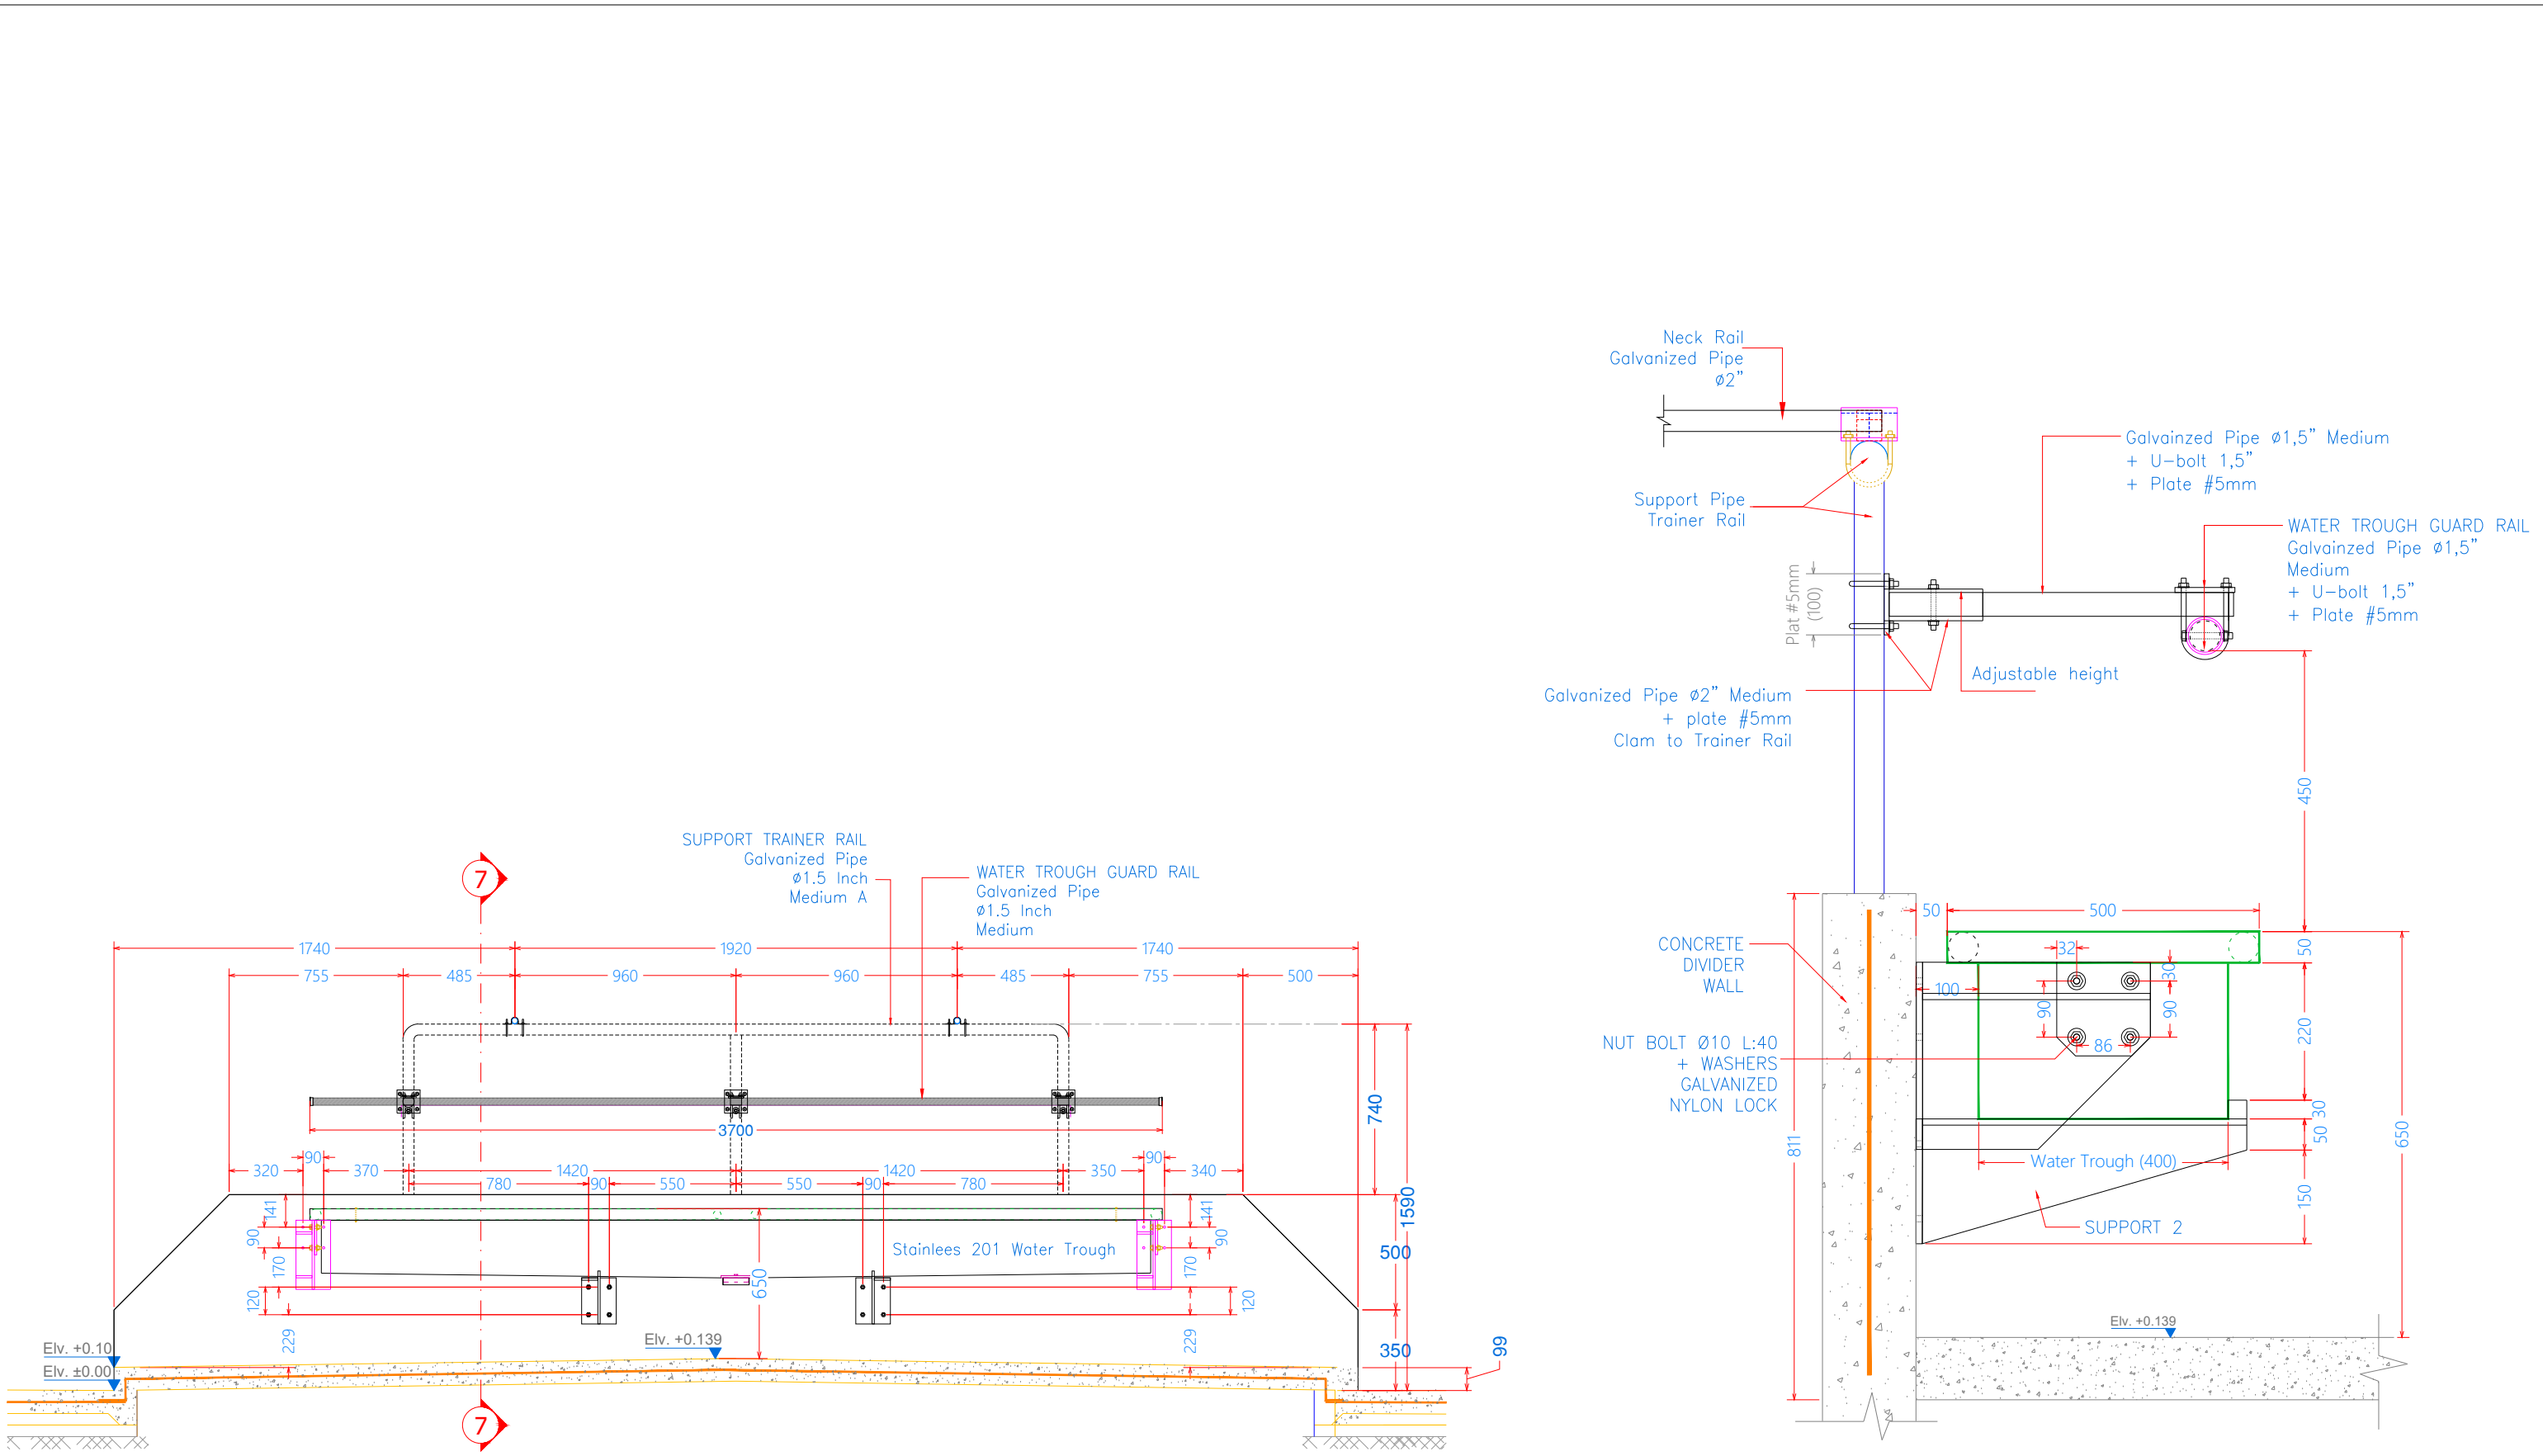 Neck Rail
Galvanized Pipe
ø2"
Galvainzed Pipe ø1,5" Medium
+ U-bolt 1,5"
+ Plate #5mm
Support Pipe
Trainer Rail
WATER TROUGH GUARD RAIL
Galvainzed Pipe ø1,5"
Medium
+ U-bolt 1,5"
+ Plate #5mm
Plat #5mm
(100)
Adjustable height
Galvanized Pipe ø2" Medium
+ plate #5mm
Clam to Trainer Rail
450
50
500
50
32
30
100
90
90
220
86
30
50
650
811
Water Trough (400)
150
SUPPORT 2
CONCRETE
DIVIDER
WALL
NUT BOLT Ø10 L:40
+ WASHERS
GALVANIZED
NYLON LOCK
Elv. +0.139
SUPPORT TRAINER RAIL
Galvanized Pipe
ø1.5 Inch
Medium A
WATER TROUGH GUARD RAIL
Galvanized Pipe
ø1.5 Inch
Medium
7
1740
1920
1740
755
485
960
960
485
755
500
3700
740
1590
90
90
320
370
1420
1420
350
340
780
90
550
550
90
780
141
141
90
90
Stainlees 201 Water Trough
500
170
170
650
120
120
229
229
Elv. +0.139
Elv. +0.10
Elv. ±0.00
350
99
7